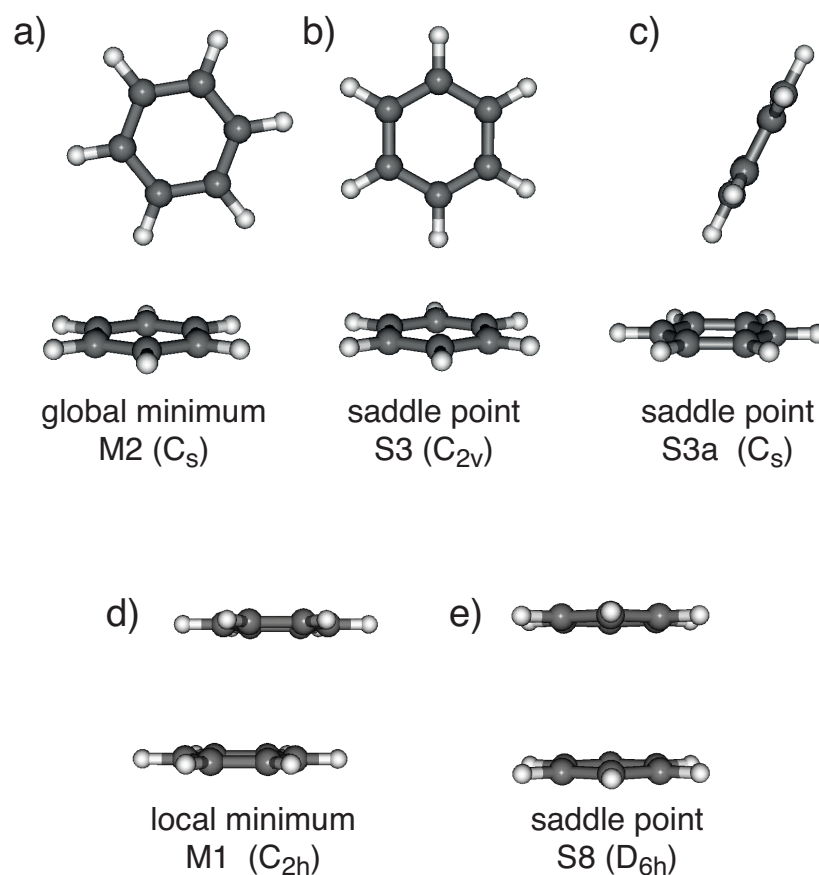 a)
b)
c)
global minimum
M2 (Cs)
saddle point
S3 (C2v)
saddle point
S3a (Cs)
d)
e)
local minimum
M1 (C2h)
saddle point
S8 (D6h)